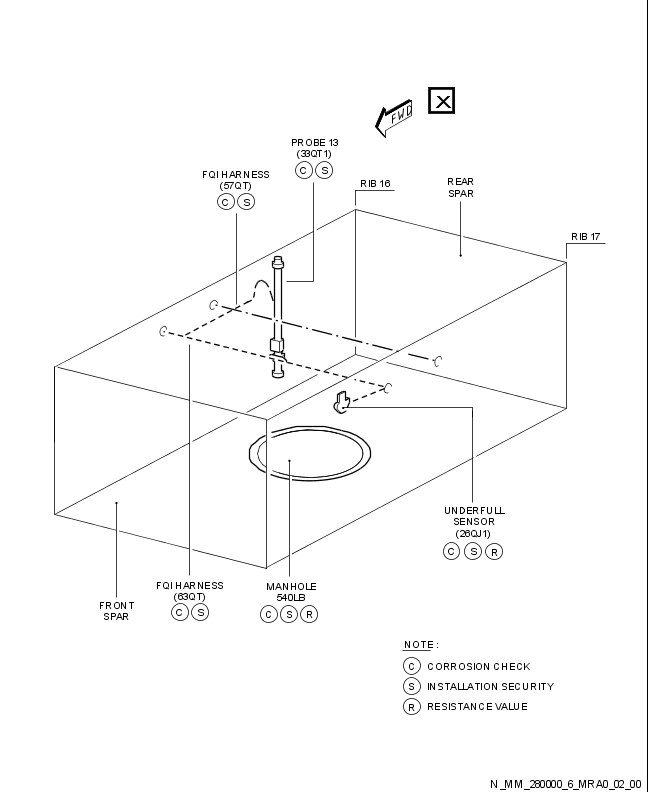 FWD
X
PROBE 13
(33QT1)
C S
FQI HARNESS
(57QT)
C S
RIB 16
REAR
SPAR
RIB 17
UNDERFULL
SENSOR
(26QJ1)
C S R
FQI HARNESS
(63QT)
C S
MANHOLE
540LB
C S R
FRONT
SPAR
NOTE :
C CORROSION CHECK
S INSTALLATION SECURITY
R RESISTANCE VALUE
N_MM_280000_6_MRA0_02_00